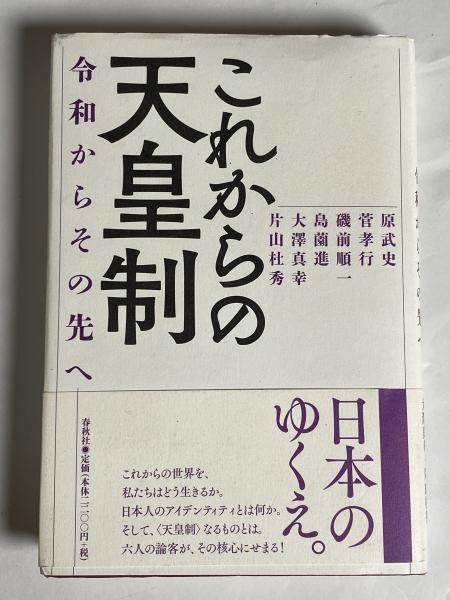 これからの
天皇制
令和からその先へ
原武史
菅孝行
磯前順一
島薗進
大澤真幸
片山杜秀
日本の
ゆくえ。
これからの世界を、
私たちはどう生きるか。
日本人のアイデンティティとは何か。
そして、〈天皇制〉なるものとは。
六人の論客が、その核心にせまる!
春秋社●定価(本体二二〇〇円+税)